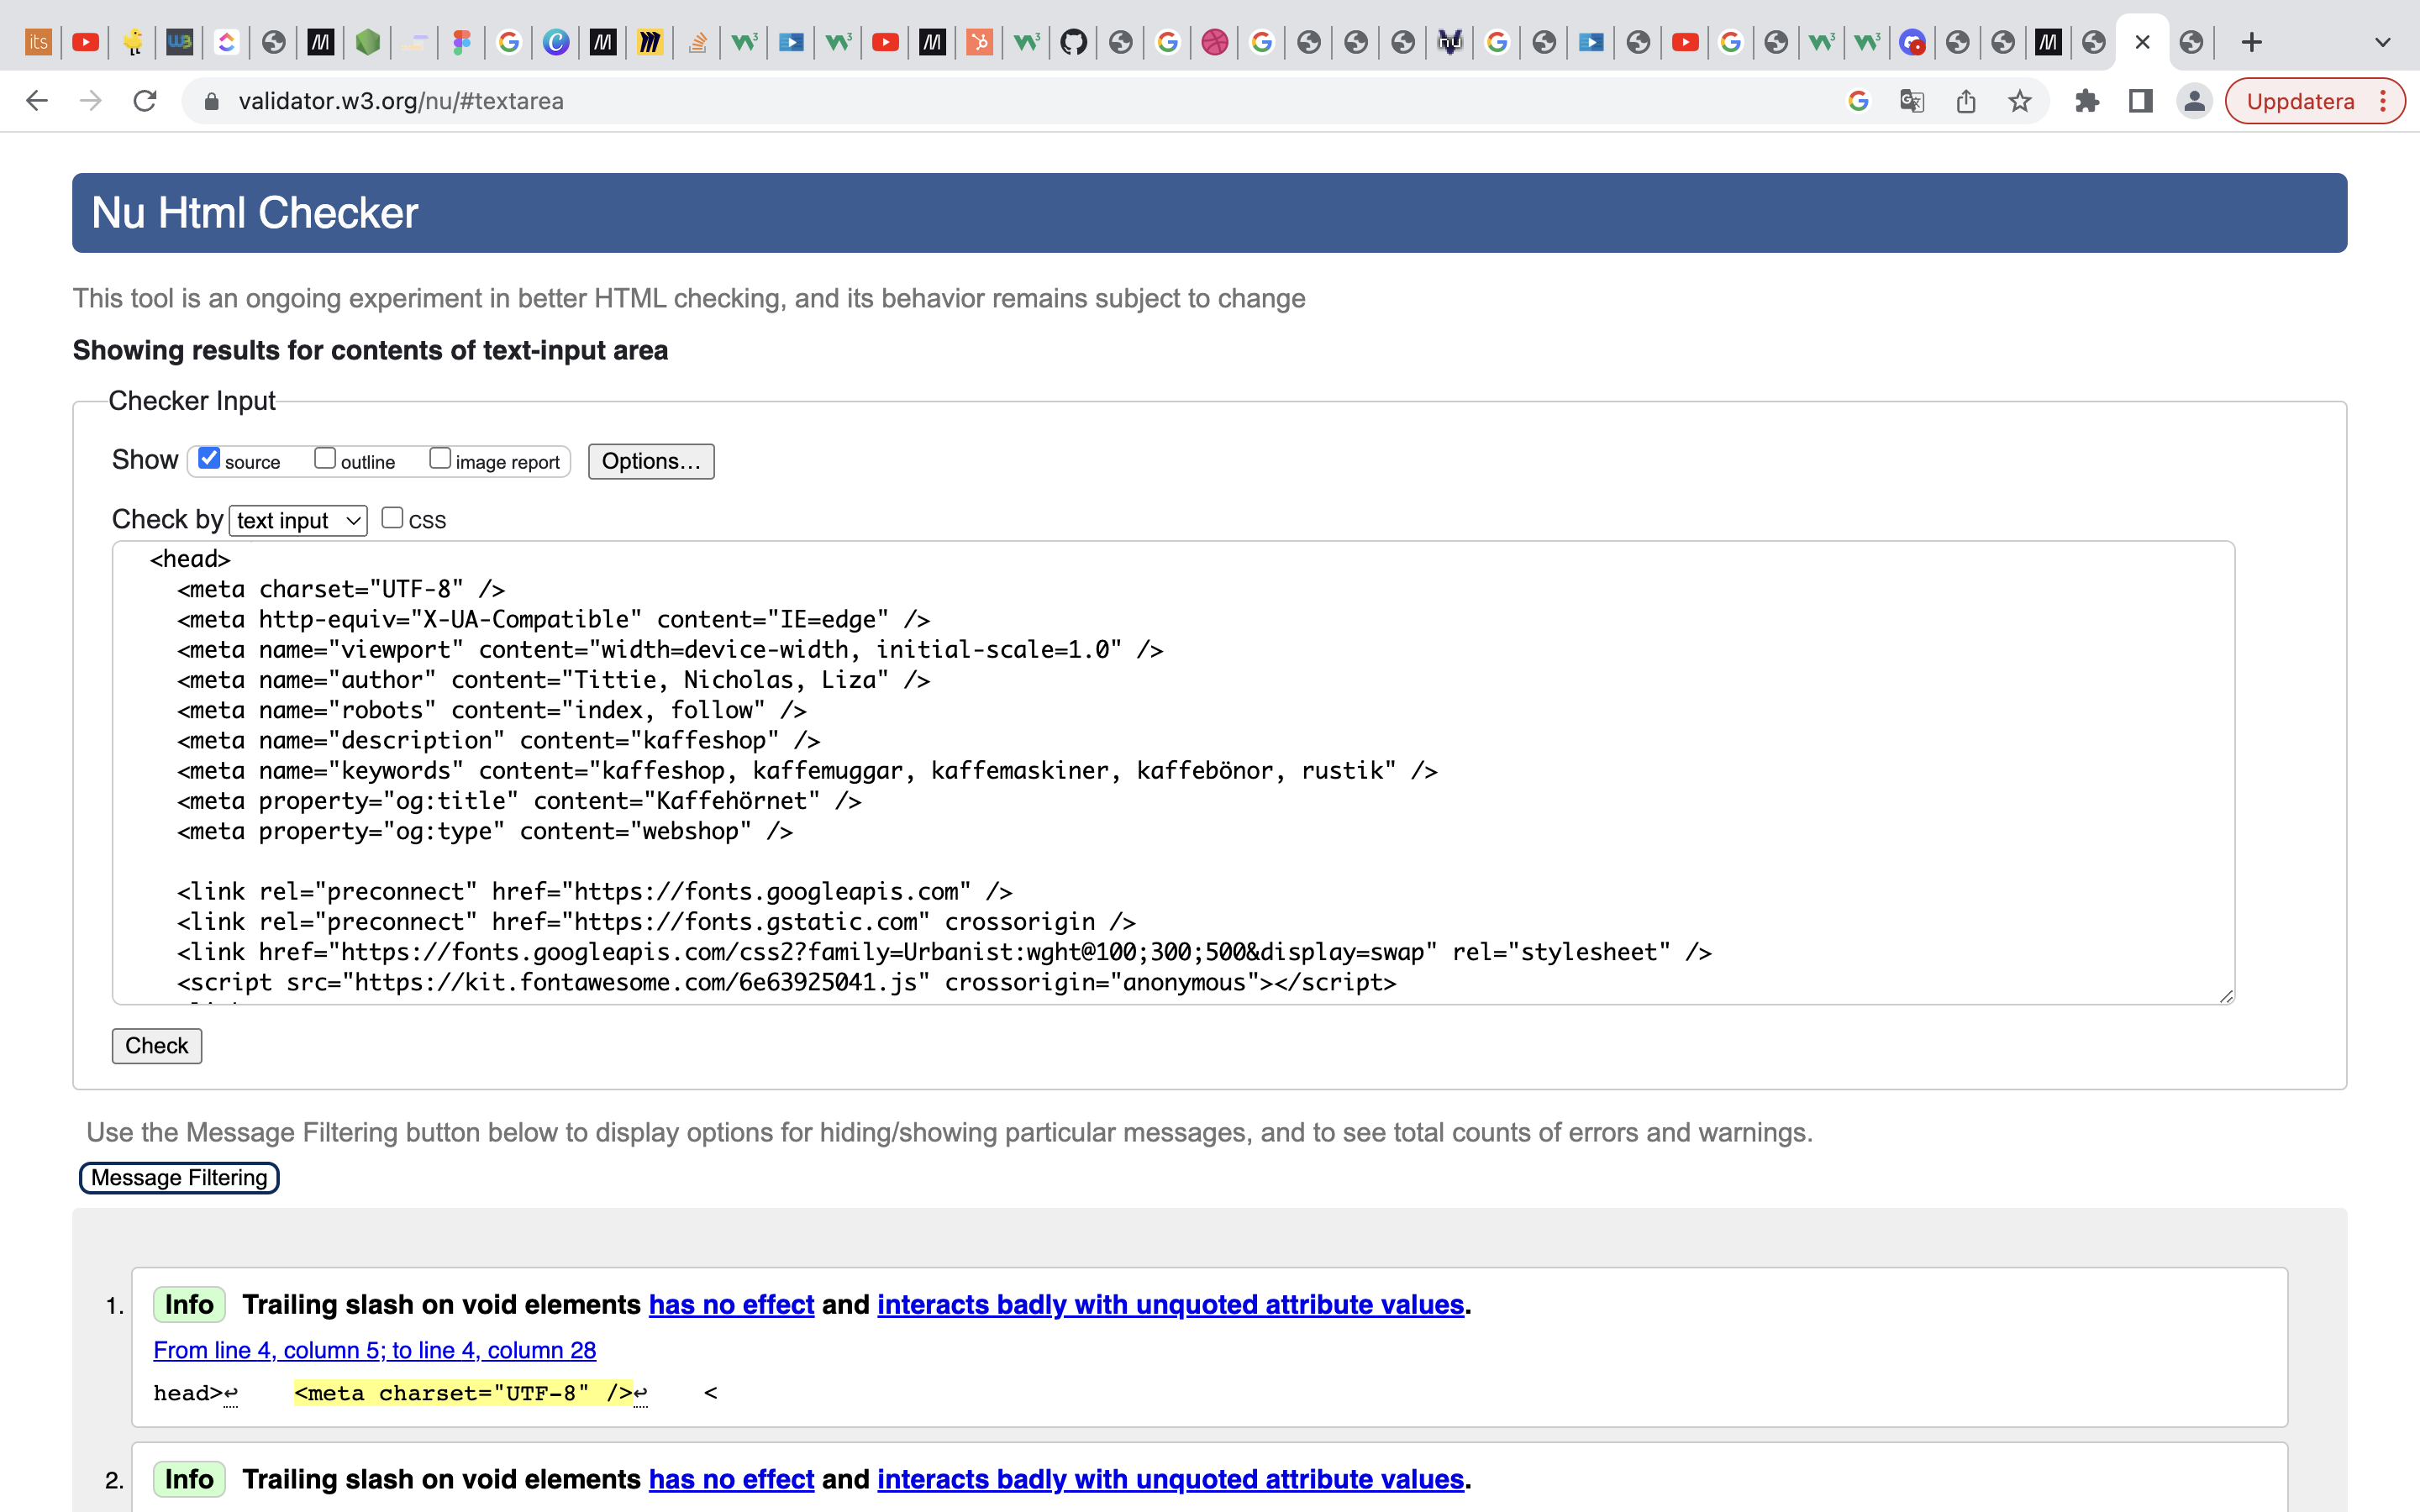 validator.w3.org/nu/#textarea
Uppdatera
Nu Html Checker
This tool is an ongoing experiment in better HTML checking, and its behavior remains subject to change
Showing results for contents of text-input area
Checker Input
Show source outline image report Options...
Check by text input CSS
<head>
<meta charset="UTF-8" />
<meta http-equiv="X-UA-Compatible" content="IE=edge" />
<meta name="viewport" content="width=device-width, initial-scale=1.0" />
<meta name="author" content="Tittie, Nicholas, Liza" />
<meta name="robots" content="index, follow" />
<meta name="description" content="kaffeshop" />
<meta name="keywords" content="kaffeshop, kaffemuggar, kaffemaskiner, kaffebönor, rustik" />
<meta property="og:title" content="Kaffehörnet" />
<meta property="og:type" content="webshop" />
<link rel="preconnect" href="https://fonts.googleapis.com" />
<link rel="preconnect" href="https://fonts.gstatic.com" crossorigin />
<link href="https://fonts.googleapis.com/css2?family=Urbanist:wght@100;300;500&display=swap" rel="stylesheet" />
<script src="https://kit.fontawesome.com/6e63925041.js" crossorigin="anonymous"></script>
Check
Use the Message Filtering button below to display options for hiding/showing particular messages, and to see total counts of errors and warnings.
Message Filtering
1. Info Trailing slash on void elements has no effect and interacts badly with unquoted attribute values.
From line 4, column 5; to line 4, column 28
head>↩ <meta charset="UTF-8" />↩ <
2. Info Trailing slash on void elements has no effect and interacts badly with unquoted attribute values.